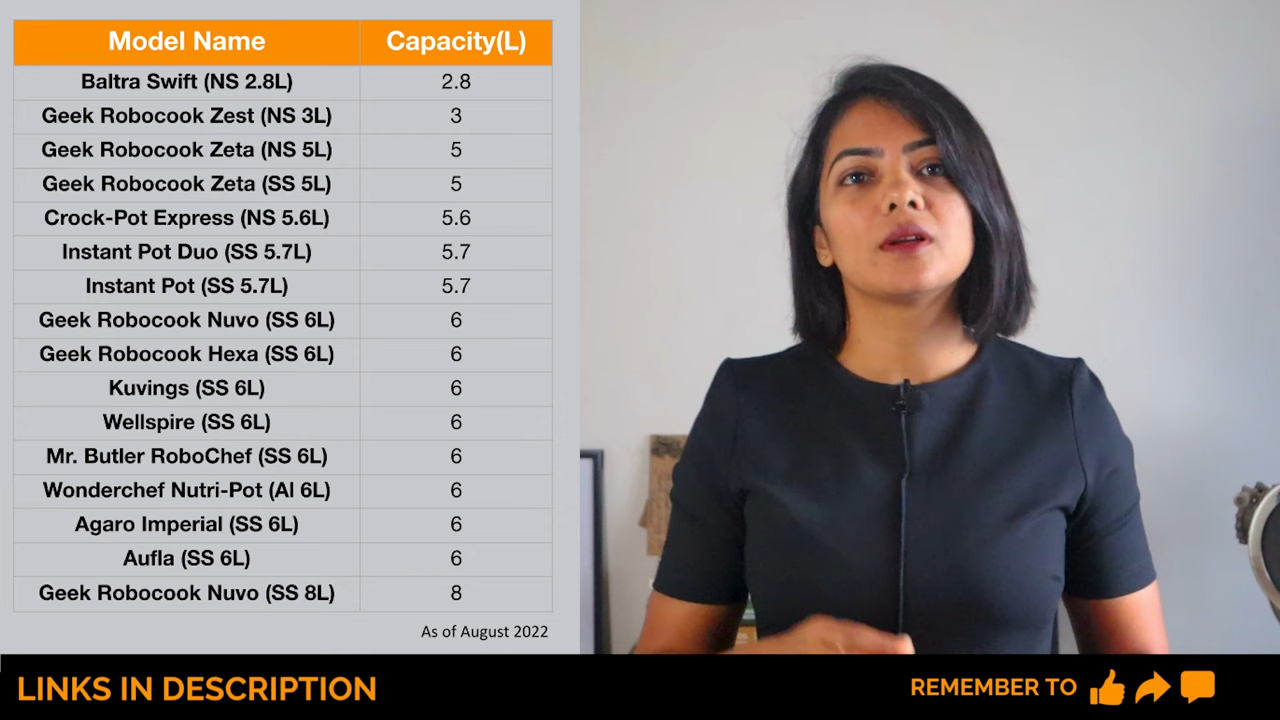 Model Name Capacity(L)
Baltra Swift (NS 2.8L) 2.8
Geek Robocook Zest (NS 3L) 3
Geek Robocook Zeta (NS 5L) 5
Geek Robocook Zeta (SS 5L) 5
Crock-Pot Express (NS 5.6L) 5.6
Instant Pot Duo (SS 5.7L) 5.7
Instant Pot (SS 5.7L) 5.7
Geek Robocook Nuvo (SS 6L) 6
Geek Robocook Hexa (SS 6L) 6
Kuvings (SS 6L) 6
Wellspire (SS 6L) 6
Mr. Butler RoboChef (SS 6L) 6
Wonderchef Nutri-Pot (Al 6L) 6
Agaro Imperial (SS 6L) 6
Aufla (SS 6L) 6
Geek Robocook Nuvo (SS 8L) 8
As of August 2022
LINKS IN DESCRIPTION
REMEMBER TO